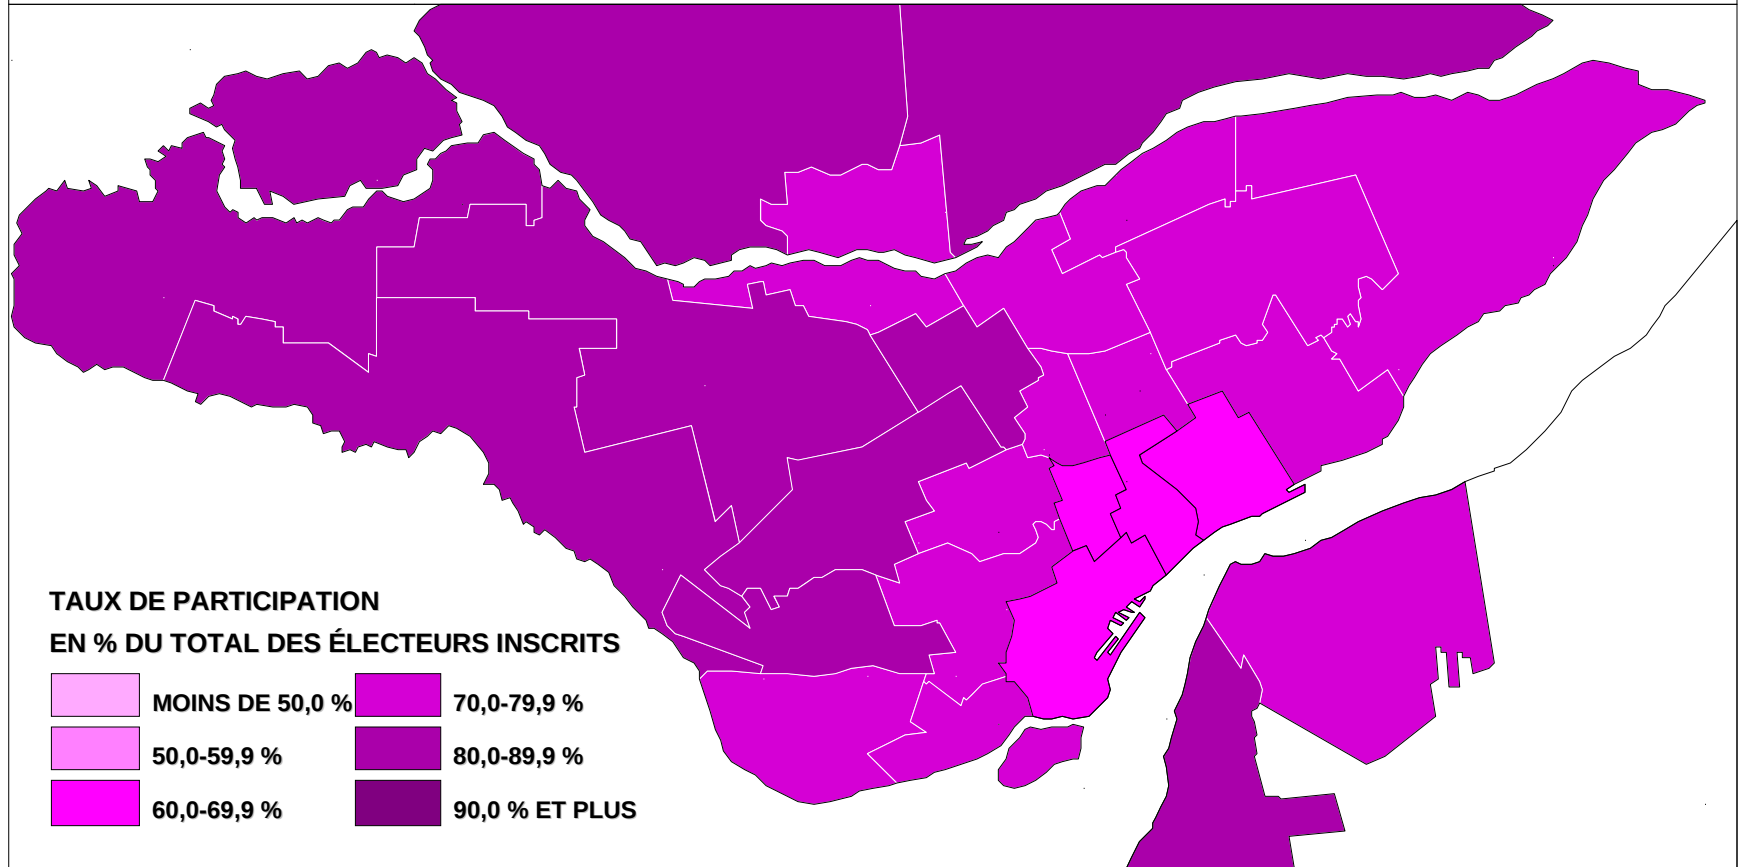 TAUX DE PARTICIPATION
EN % DU TOTAL DES ÉLECTEURS INSCRITS
MOINS DE 50,0 %
50,0-59,9 %
60,0-69,9 %
70,0-79,9 %
80,0-89,9 %
90,0 % ET PLUS